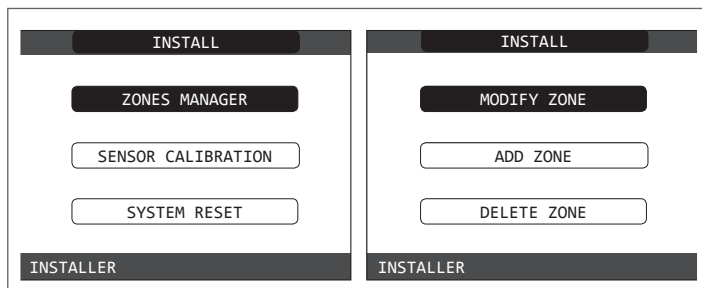 INSTALL
ZONES MANAGER
SENSOR CALIBRATION
SYSTEM RESET
INSTALLER
INSTALL
MODIFY ZONE
ADD ZONE
DELETE ZONE
INSTALLER